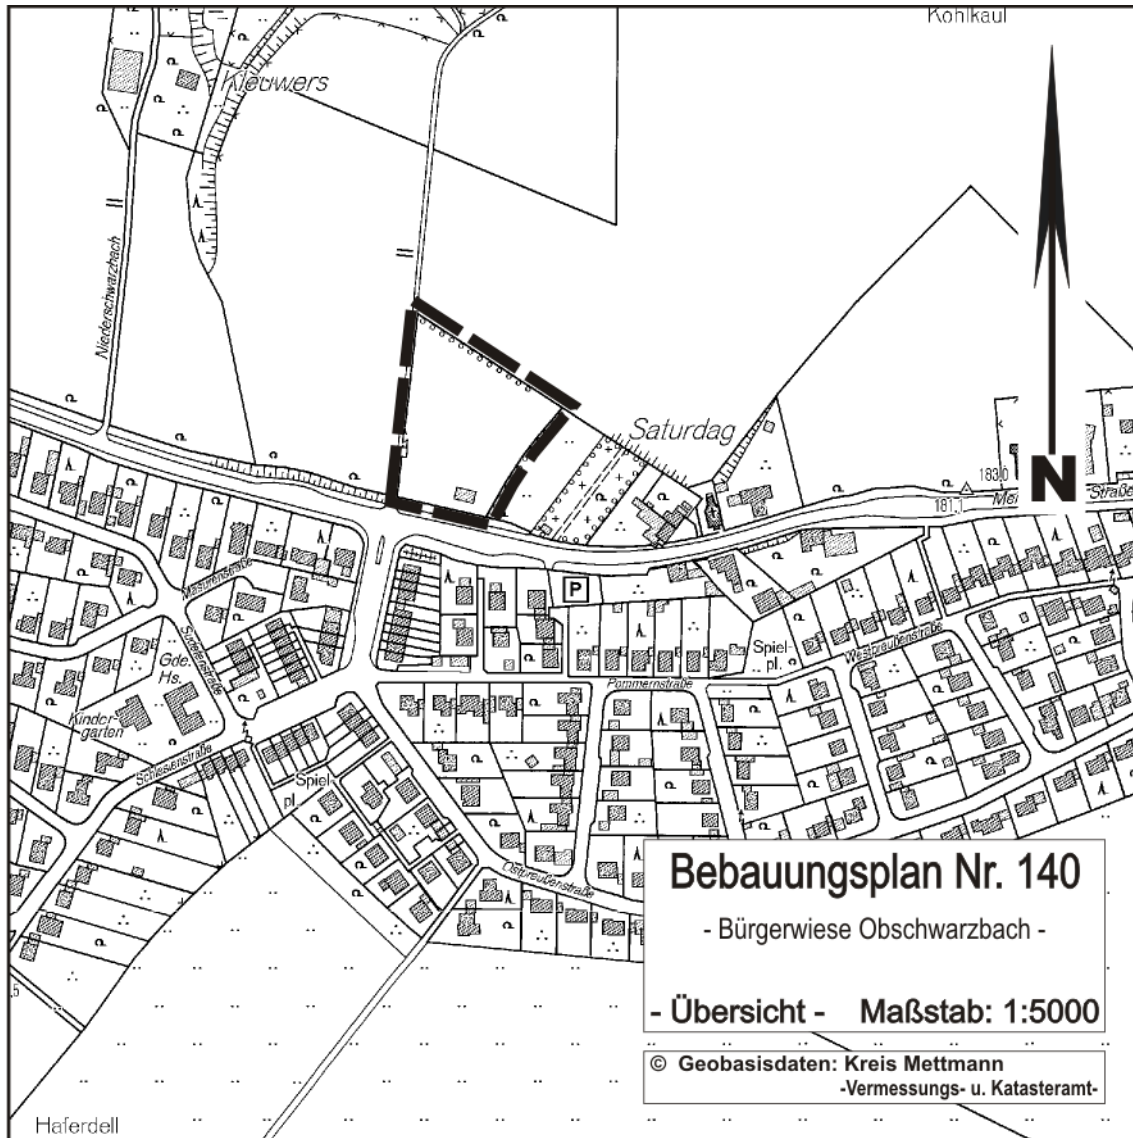 Kohlkaul
Kleuwers
Niederschwarzbach
Saturdag
183,0
181,1
Straße
N
P
Masurenstraße
Spiel-
pl.
Westpreußenstraße
Gde.
Hs.
Pommernstraße
Kinder-
garten
Schlesienstraße
Spiel-
pl.
Ostpreußenstraße
Bebauungsplan Nr. 140
- Bürgerwiese Obschwarzbach -
- Übersicht - Maßstab: 1:5000
© Geobasisdaten: Kreis Mettmann
-Vermessungs- u. Katasteramt-
Haferdell